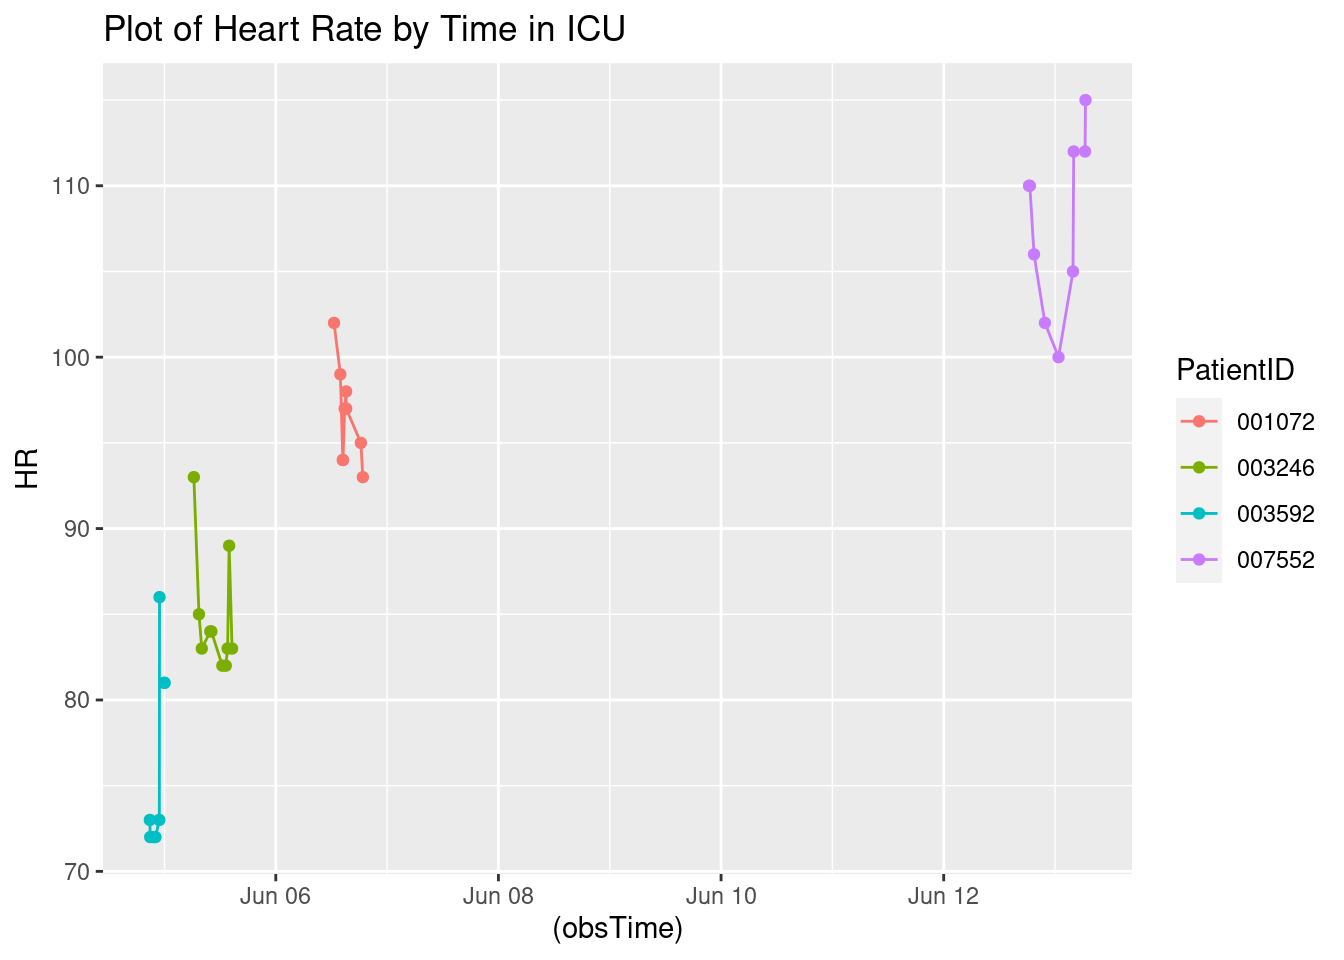 Plot of Heart Rate by Time in ICU
110
100
90
80
70
HR
Jun 06
Jun 08
Jun 10
Jun 12
(obsTime)
PatientID
001072
003246
003592
007552